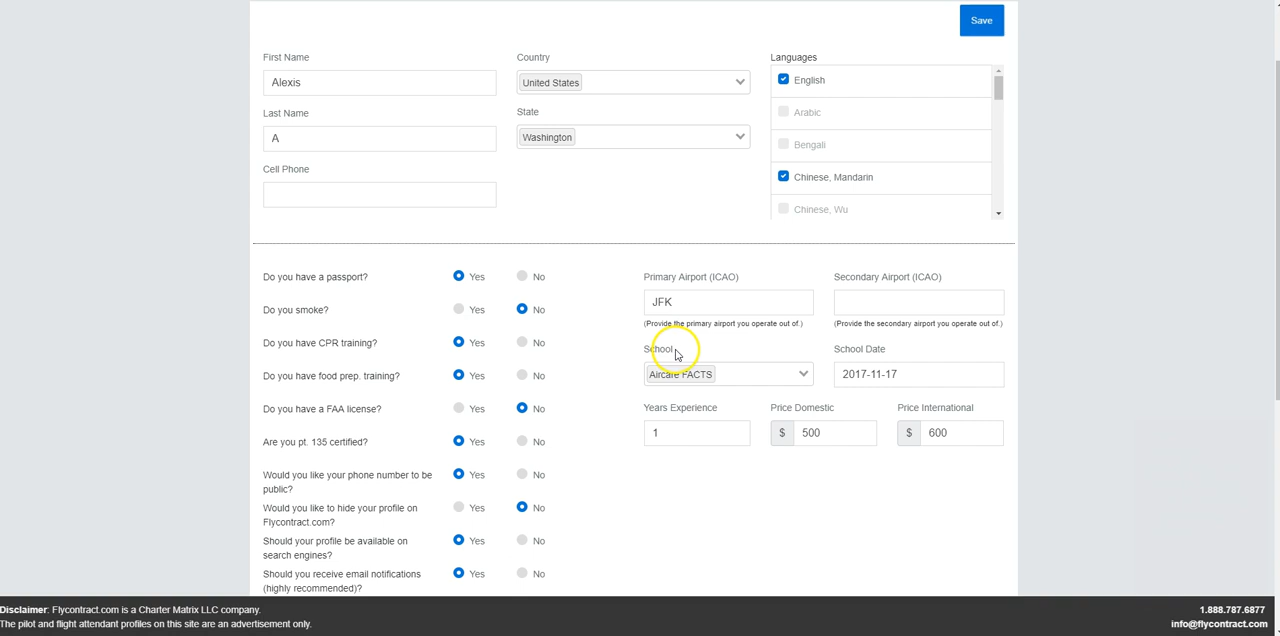 Save
First Name
Country
Languages
Alexis
United States
English
Last Name
State
Arabic
A
Washington
Bengali
Cell Phone
Chinese, Mandarin
Chinese, Wu
Do you have a passport?
Yes
No
Primary Airport (ICAO)
Secondary Airport (ICAO)
JFK
Do you smoke?
Yes
No
(Provide the primary airport you operate out of.)
(Provide the secondary airport you operate out of.)
Do you have CPR training?
Yes
No
School
School Date
Do you have food prep. training?
Yes
No
Aircare FACTS
2017-11-17
Do you have a FAA license?
Yes
No
Years Experience
Price Domestic
Price International
1
$ 500
$ 600
Are you pt. 135 certified?
Yes
No
Would you like your phone number to be
public?
Yes
No
Would you like to hide your profile on
Flycontract.com?
Yes
No
Should your profile be available on
search engines?
Yes
No
Should you receive email notifications
(highly recommended)?
Yes
No
Disclaimer: Flycontract.com is a Charter Matrix LLC company.
The pilot and flight attendant profiles on this site are an advertisement only.
1.888.787.6877
info@flycontract.com